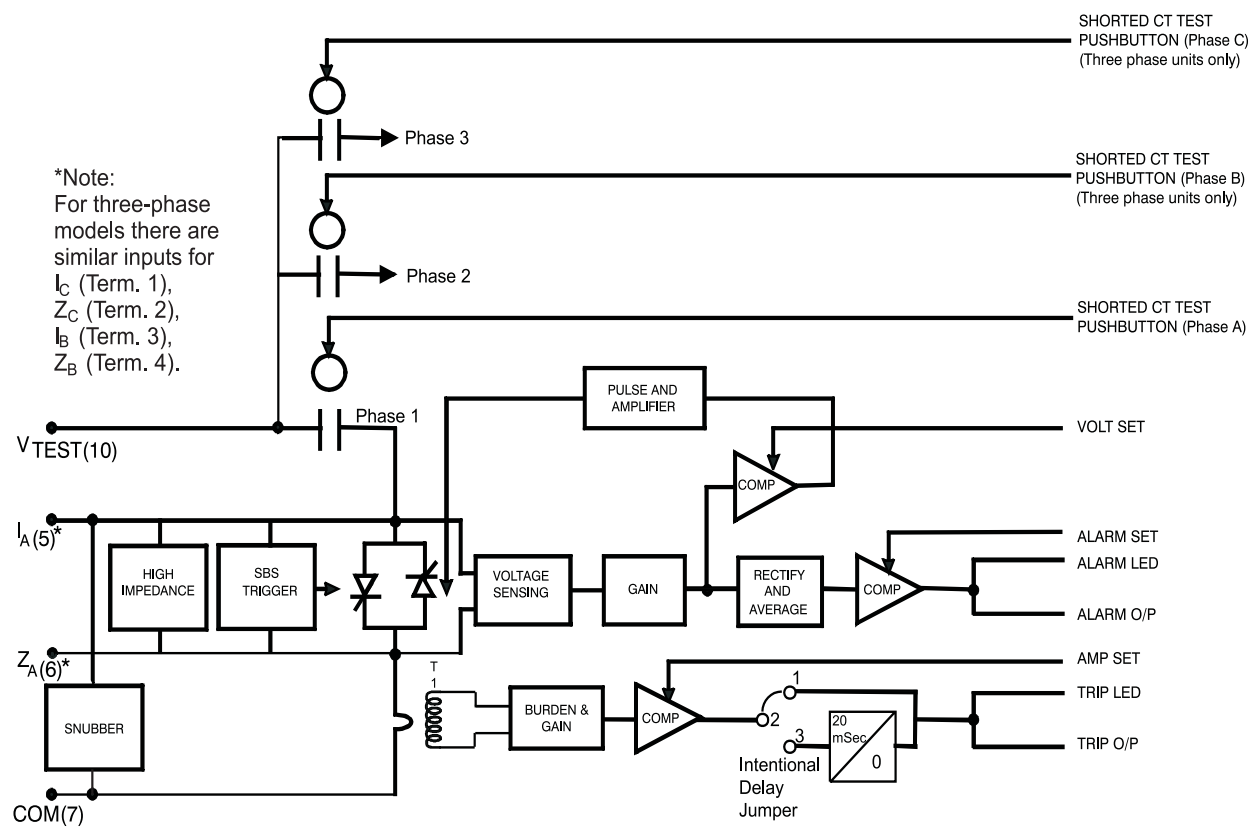 SHORTED CT TEST
PUSHBUTTON (Phase C)
(Three phase units only)
Phase 3
SHORTED CT TEST
PUSHBUTTON (Phase B)
(Three phase units only)
*Note:
For three-phase
models there are
similar inputs for
IC (Term. 1),
ZC (Term. 2),
IB (Term. 3),
ZB (Term. 4).
Phase 2
SHORTED CT TEST
PUSHBUTTON (Phase A)
PULSE AND
AMPLIFIER
Phase 1
VOLT SET
V TEST(10)
COMP
IA(5)*
ALARM SET
HIGH
IMPEDANCE
SBS
TRIGGER
VOLTAGE
SENSING
GAIN
RECTIFY
AND
AVERAGE
COMP
ALARM LED
ALARM O/P
ZA(6)*
AMP SET
T
1
SNUBBER
BURDEN &
GAIN
COMP
1
2
3
20
mSec
0
TRIP LED
TRIP O/P
Intentional
Delay
Jumper
COM(7)